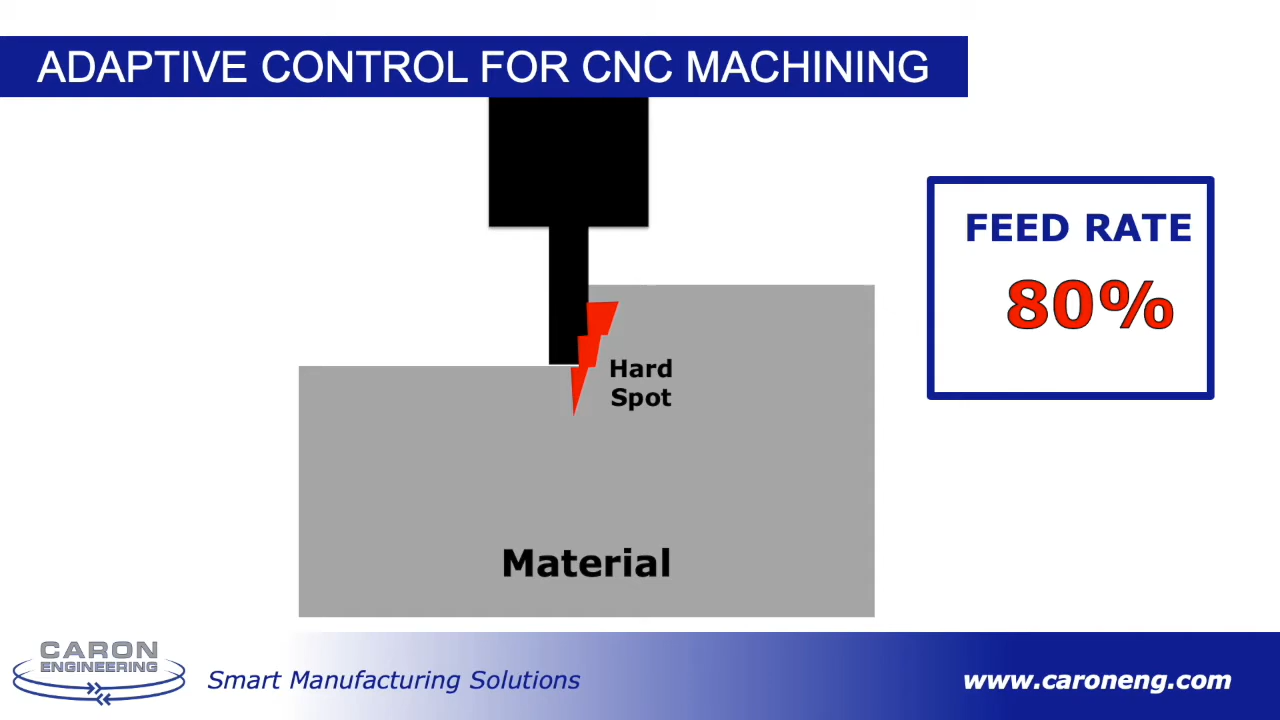 ADAPTIVE CONTROL FOR CNC MACHINING
FEED RATE
80%
Hard
Spot
Material
CARON
ENGINEERING
Smart Manufacturing Solutions
www.caroneng.com